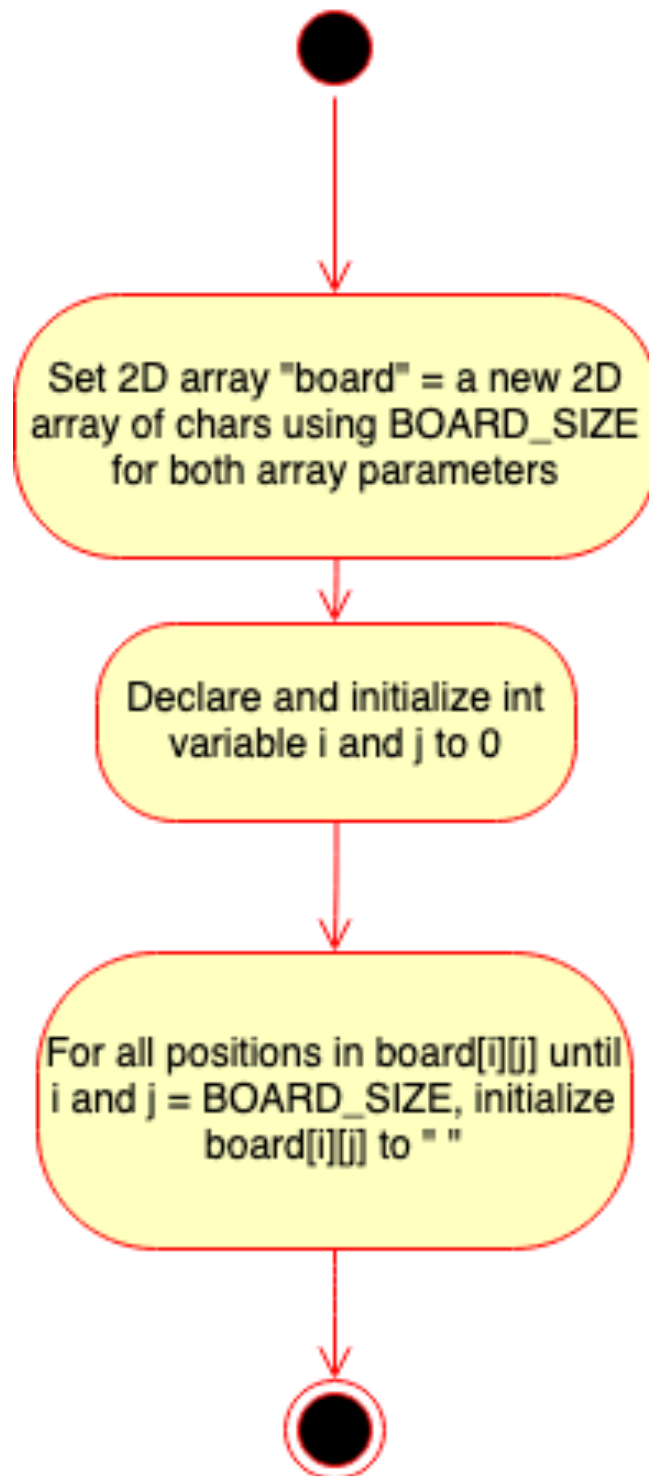 Set 2D array "board" = a new 2D
array of chars using BOARD_SIZE
for both array parameters
Declare and initialize int
variable i and j to 0
For all positions in board[i][j] until
i and j = BOARD_SIZE, initialize
board[i][j] to " "